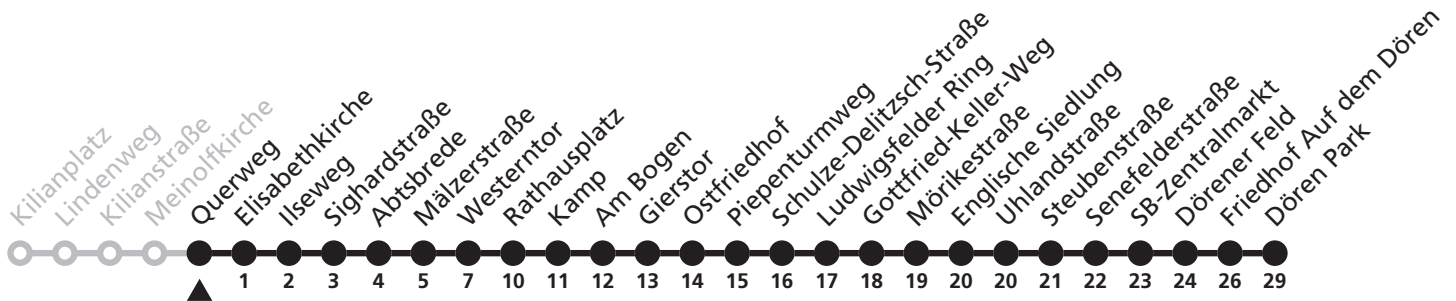 Kilianplatz
Lindenweg
Kilianstraße
Meinolfkirche
Querweg
Elisabethkirche
Ilseweg
Sighardstraße
Abtsbrede
Mälzerstraße
Westerntor
Rathausplatz
Kamp
Am Bogen
Gierstor
Ostfriedhof
Piepenturmweg
Schulze-Delitzsch-Straße
Ludwigsfelder Ring
Gottfried-Keller-Weg
Mörikestraße
Englische Siedlung
Uhlandstraße
Steubenstraße
Senefelderstraße
SB-Zentralmarkt
Dörener Feld
Friedhof Auf dem Dören
Dören Park
1 2 3 4 5 7 10 11 12 13 14 15 16 17 18 19 20 20 21 22 23 24 26 29